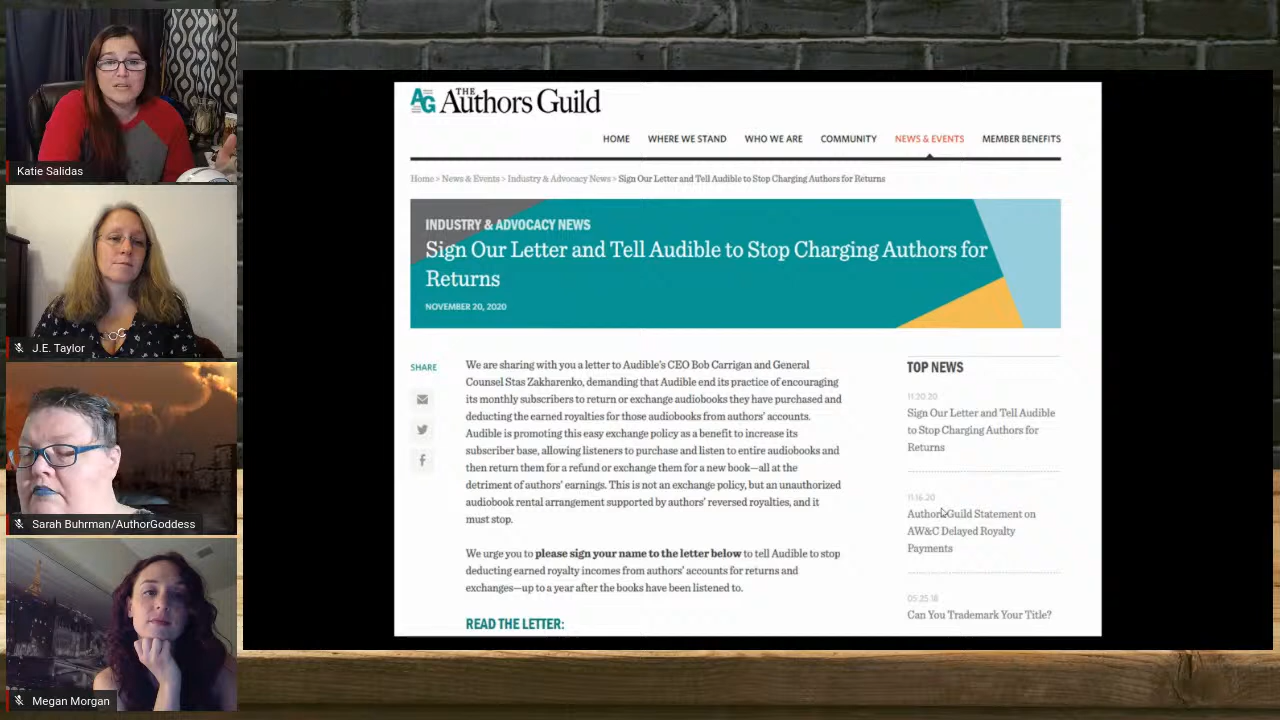 Katie Salidas
J.E. Taylor
Sarah Buhrman/AuthorGoddess
Megan Morgan
AG THE Authors Guild
HOME WHERE WE STAND WHO WE ARE COMMUNITY NEWS & EVENTS MEMBER BENEFITS
Home > News & Events > Industry & Advocacy News > Sign Our Letter and Tell Audible to Stop Charging Authors for Returns
INDUSTRY & ADVOCACY NEWS
Sign Our Letter and Tell Audible to Stop Charging Authors for
Returns
NOVEMBER 20, 2020
SHARE
We are sharing with you a letter to Audible's CEO Bob Carrigan and General
Counsel Stas Zakharenko, demanding that Audible end its practice of encouraging
its monthly subscribers to return or exchange audiobooks they have purchased and
deducting the earned royalties for those audiobooks from authors' accounts.
Audible is promoting this easy exchange policy as a benefit to increase its
subscriber base, allowing listeners to purchase and listen to entire audiobooks and
then return them for a refund or exchange them for a new book—all at the
detriment of authors' earnings. This is not an exchange policy, but an unauthorized
audiobook rental arrangement supported by authors' reversed royalties, and it
must stop.
We urge you to please sign your name to the letter below to tell Audible to stop
deducting earned royalty incomes from authors' accounts for returns and
exchanges—up to a year after the books have been listened to.
READ THE LETTER:
TOP NEWS
11.20.20
Sign Our Letter and Tell Audible
to Stop Charging Authors for
Returns
11.16.20
Authors Guild Statement on
AW&C Delayed Royalty
Payments
05.25.18
Can You Trademark Your Title?